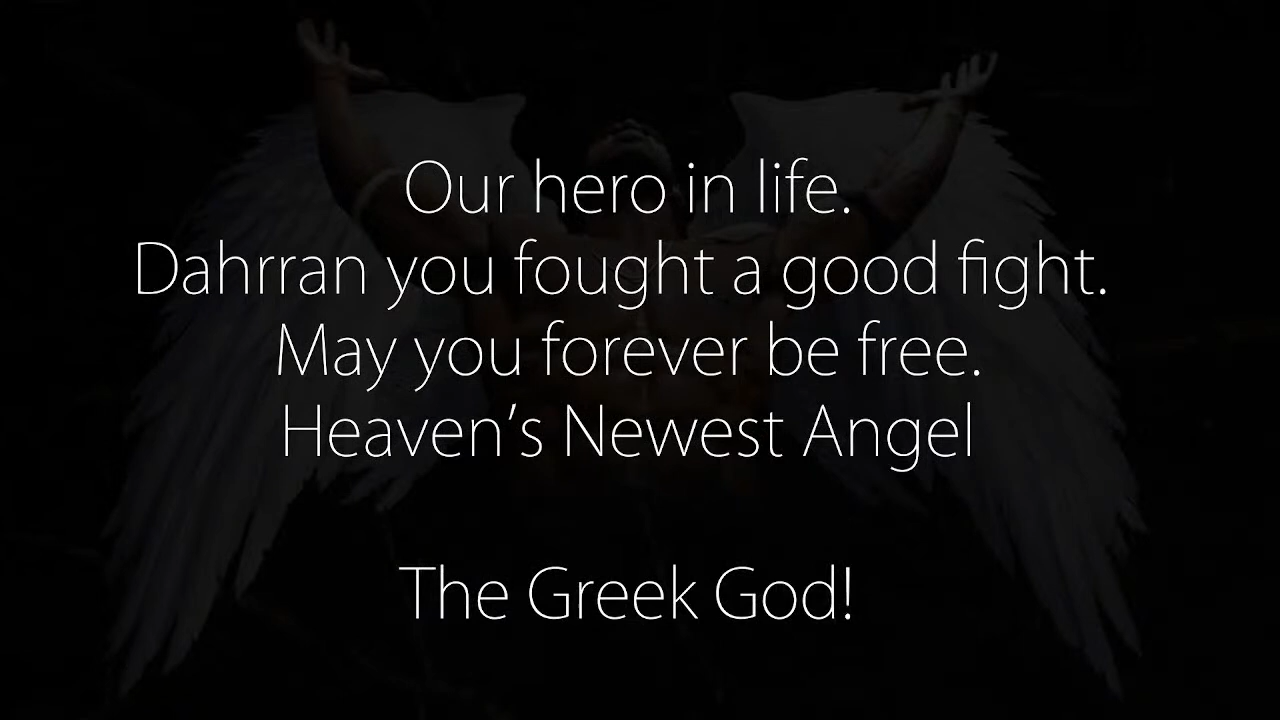 Our hero in life.
Dahrran you fought a good fight.
May you forever be free.
Heaven’s Newest Angel
The Greek God!